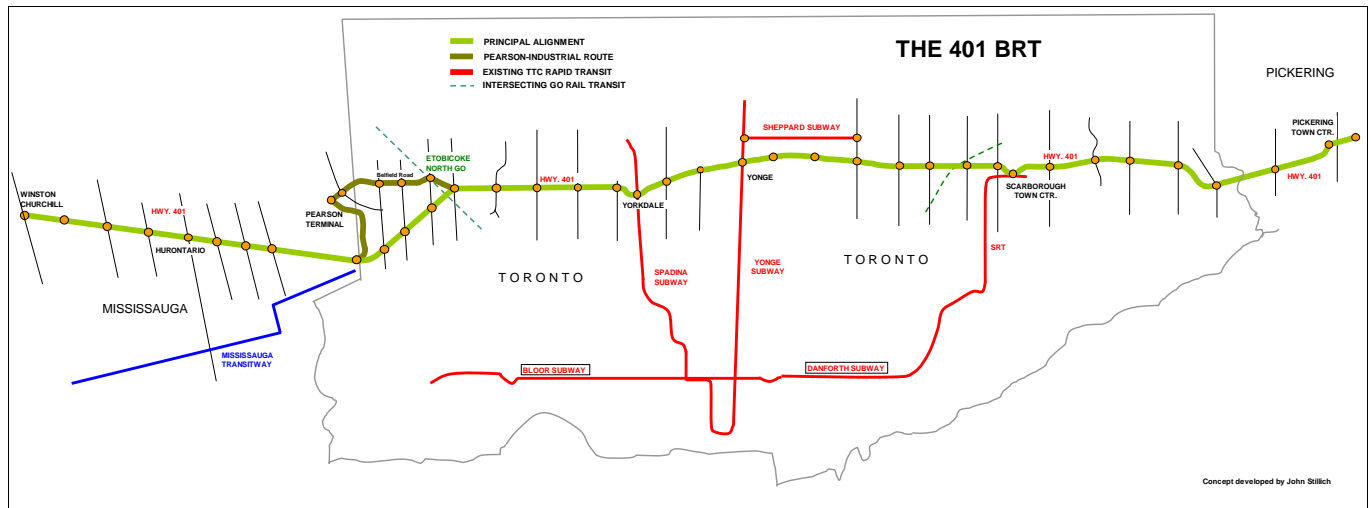 THE 401 BRT
PRINCIPAL ALIGNMENT
PEARSON-INDUSTRIAL ROUTE
EXISTING TTC RAPID TRANSIT
INTERSECTING GO RAIL TRANSIT
PICKERING
PICKERING
TOWN CTR.
SHEPPARD SUBWAY
ETOBICOKE
NORTH GO
Belfield Road
HWY. 401
HWY. 401
HWY. 401
YONGE
SCARBOROUGH
TOWN CTR.
WINSTON
CHURCHILL
HWY. 401
PEARSON
TERMINAL
YORKDALE
HURONTARIO
SRT
TORONTO
TORONTO
SPADINA
SUBWAY
YONGE
SUBWAY
MISSISSAUGA
MISSISSAUGA
TRANSITWAY
BLOOR SUBWAY
DANFORTH SUBWAY
Concept developed by John Stillich